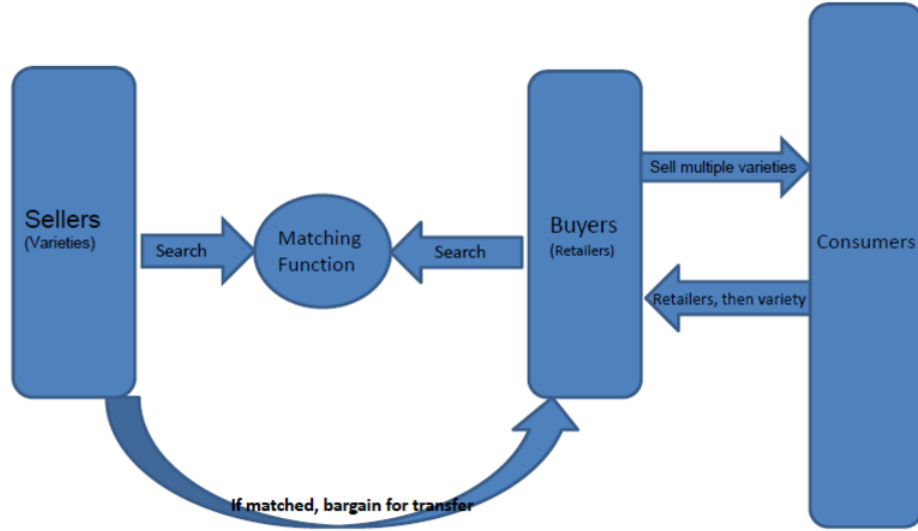 Sellers
(Varieties)
Search
Matching
Function
Search
Buyers
(Retailers)
Sell multiple varieties
Retailers, then variety
Consumers
If matched, bargain for transfer